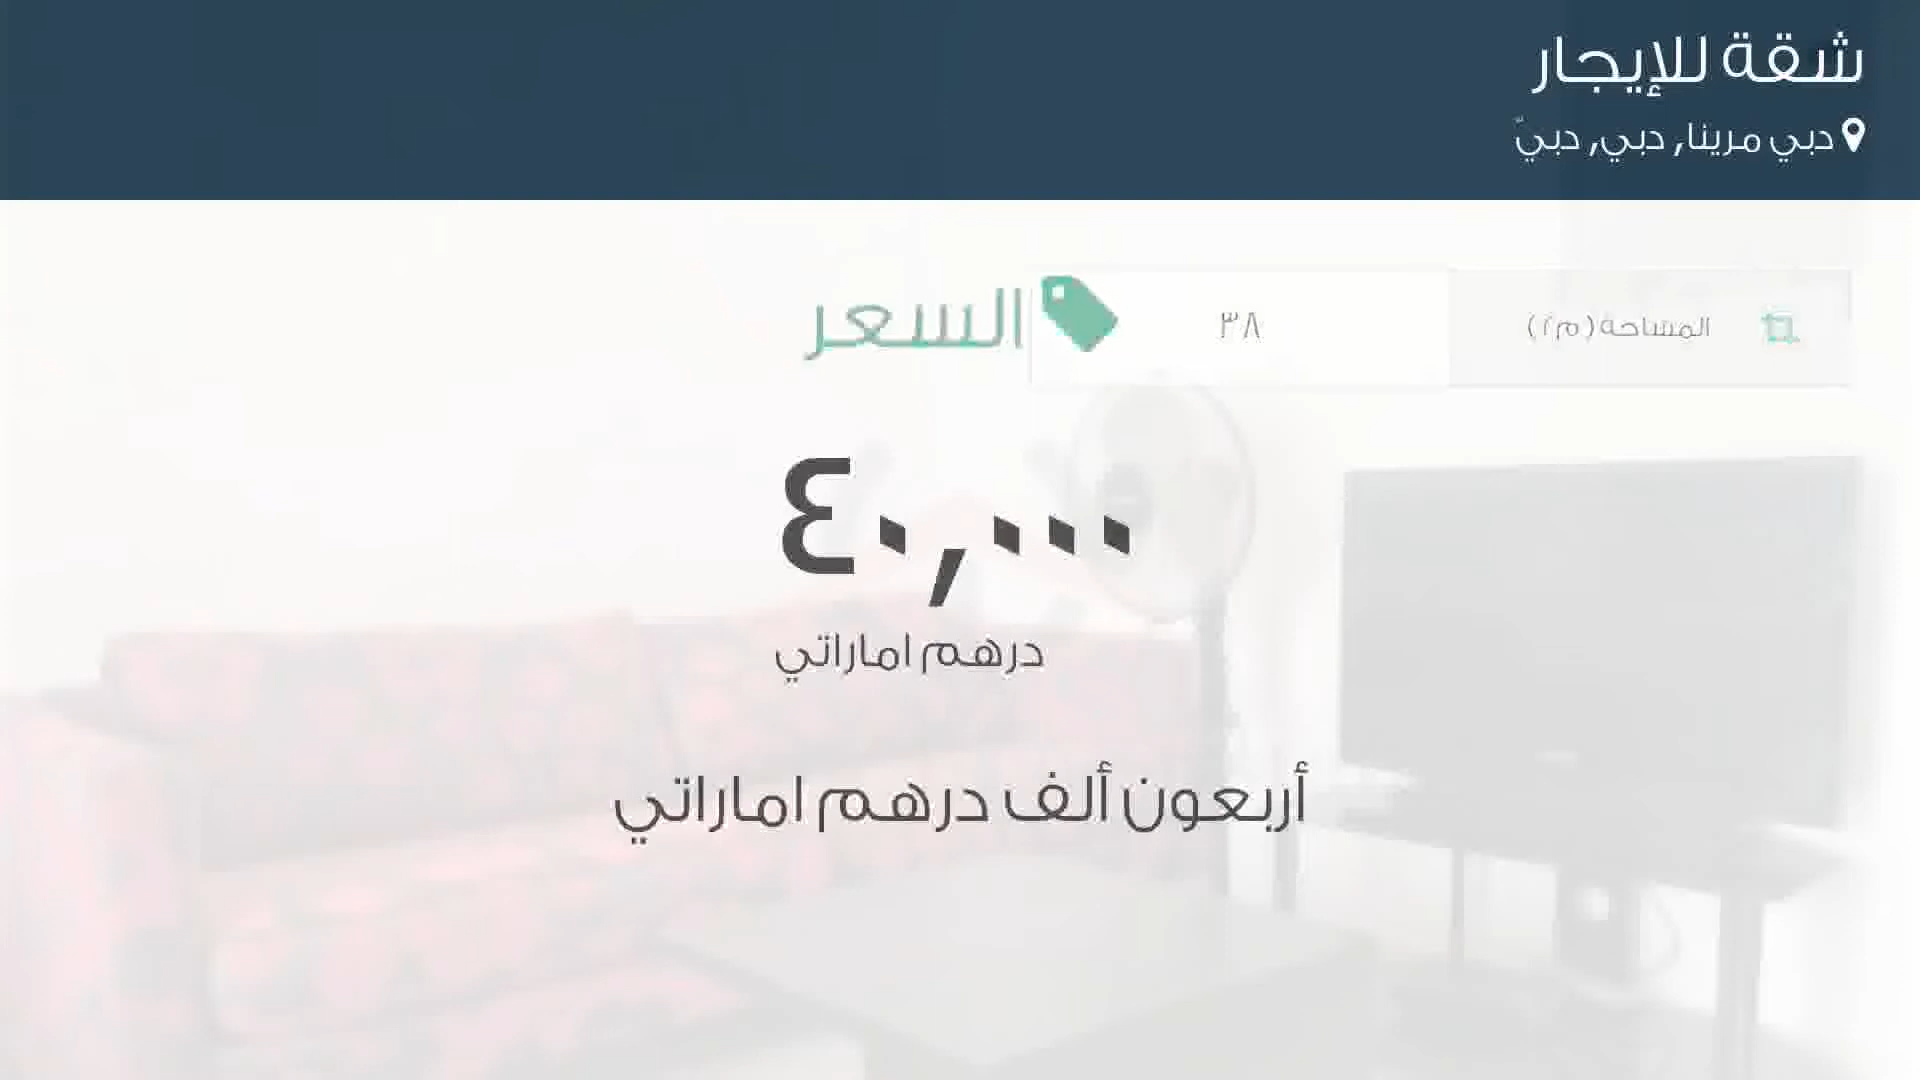 شقة للإيجار
دبي مرينا, دبي, دبيّ
المساحة (م٢) ٣٨
السعر
٤٠,٠٠٠
درهم اماراتي
أربعون ألف درهم اماراتي